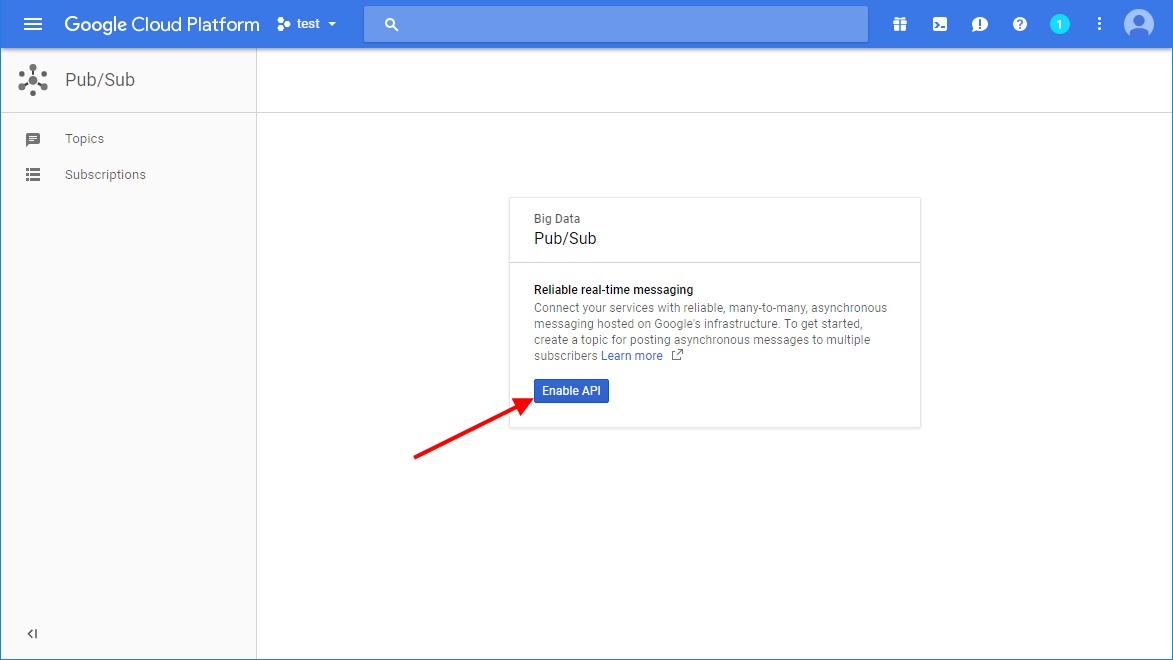 Google Cloud Platform
test
1
Pub/Sub
Topics
Subscriptions
Big Data
Pub/Sub
Reliable real-time messaging
Connect your services with reliable, many-to-many, asynchronous
messaging hosted on Google's infrastructure. To get started,
create a topic for posting asynchronous messages to multiple
subscribers Learn more
Enable API